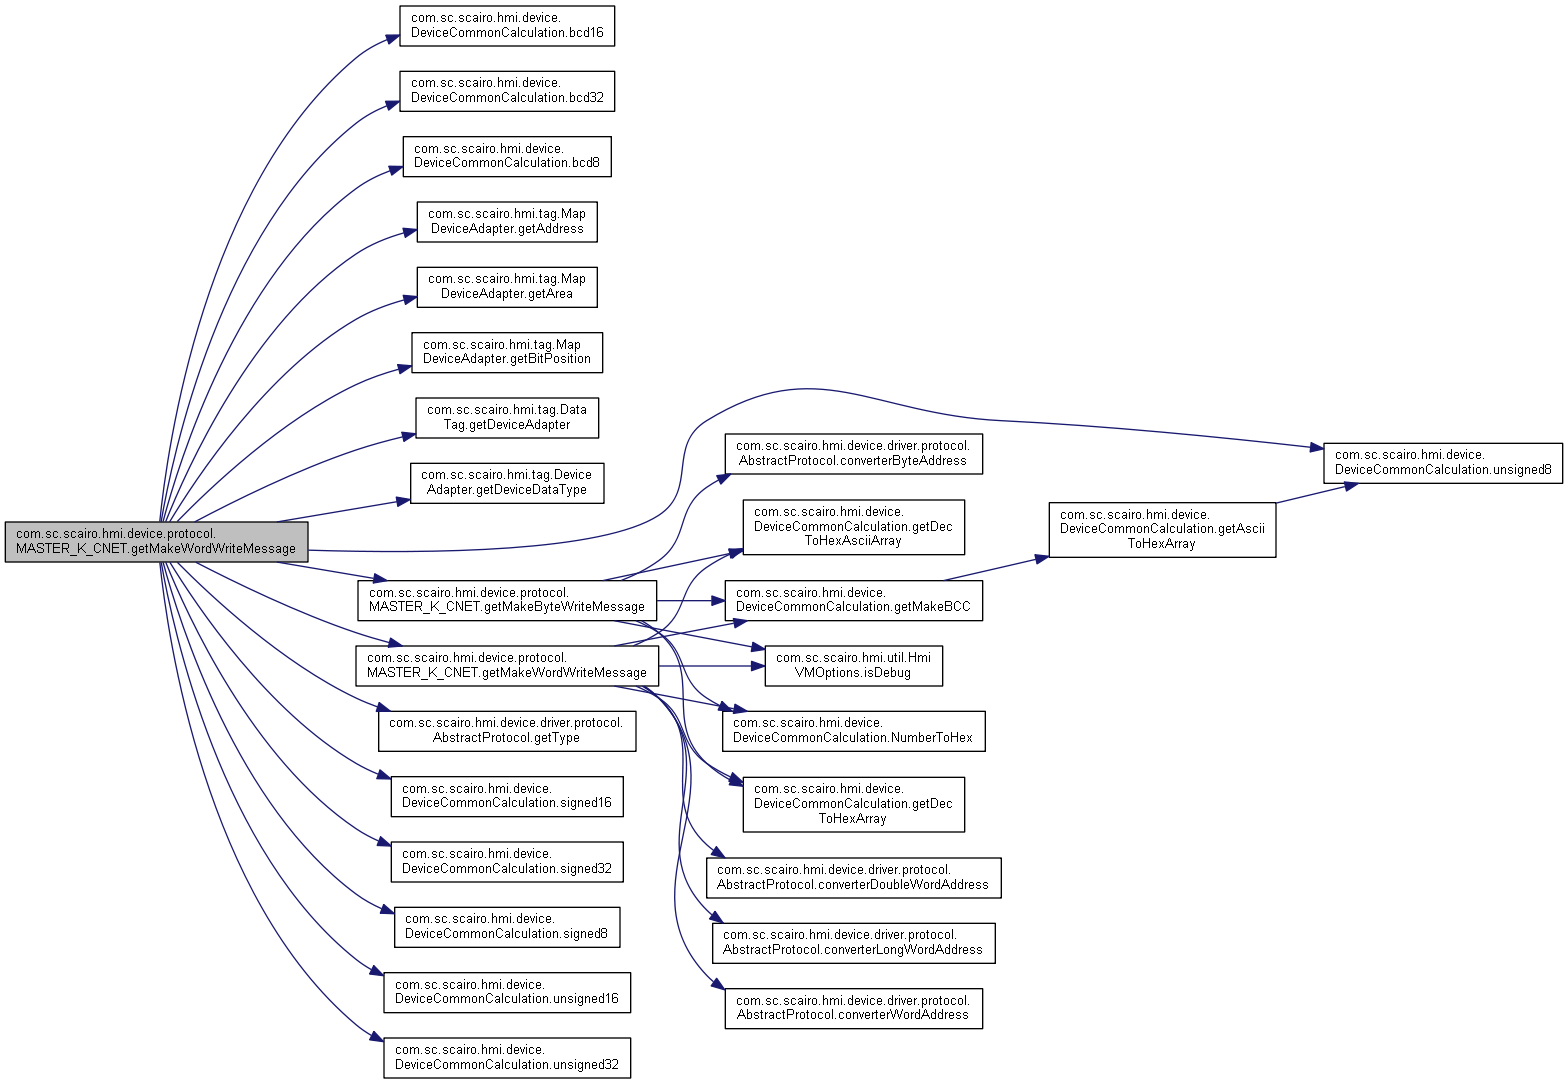 com.sc.scairo.hmi.device.
DeviceCommonCalculation.bcd16
com.sc.scairo.hmi.device.
DeviceCommonCalculation.bcd32
com.sc.scairo.hmi.device.
DeviceCommonCalculation.bcd8
com.sc.scairo.hmi.tag.Map
DeviceAdapter.getAddress
com.sc.scairo.hmi.tag.Map
DeviceAdapter.getArea
com.sc.scairo.hmi.tag.Map
DeviceAdapter.getBitPosition
com.sc.scairo.hmi.tag.Data
Tag.getDeviceAdapter
com.sc.scairo.hmi.tag.Device
Adapter.getDeviceDataType
com.sc.scairo.hmi.device.protocol.
MASTER_K_CNET.getMakeWordWriteMessage
com.sc.scairo.hmi.device.protocol.
MASTER_K_CNET.getMakeByteWriteMessage
com.sc.scairo.hmi.device.protocol.
MASTER_K_CNET.getMakeWordWriteMessage
com.sc.scairo.hmi.device.driver.protocol.
AbstractProtocol.getType
com.sc.scairo.hmi.device.
DeviceCommonCalculation.signed16
com.sc.scairo.hmi.device.
DeviceCommonCalculation.signed32
com.sc.scairo.hmi.device.
DeviceCommonCalculation.signed8
com.sc.scairo.hmi.device.
DeviceCommonCalculation.unsigned16
com.sc.scairo.hmi.device.
DeviceCommonCalculation.unsigned32
com.sc.scairo.hmi.device.driver.protocol.
AbstractProtocol.converterByteAddress
com.sc.scairo.hmi.device.
DeviceCommonCalculation.getDec
ToHexAsciiArray
com.sc.scairo.hmi.device.
DeviceCommonCalculation.getMakeBCC
com.sc.scairo.hmi.util.Hmi
VMOptions.isDebug
com.sc.scairo.hmi.device.
DeviceCommonCalculation.NumberToHex
com.sc.scairo.hmi.device.
DeviceCommonCalculation.getDec
ToHexArray
com.sc.scairo.hmi.device.driver.protocol.
AbstractProtocol.converterDoubleWordAddress
com.sc.scairo.hmi.device.driver.protocol.
AbstractProtocol.converterLongWordAddress
com.sc.scairo.hmi.device.driver.protocol.
AbstractProtocol.converterWordAddress
com.sc.scairo.hmi.device.
DeviceCommonCalculation.getAscii
ToHexArray
com.sc.scairo.hmi.device.
DeviceCommonCalculation.unsigned8